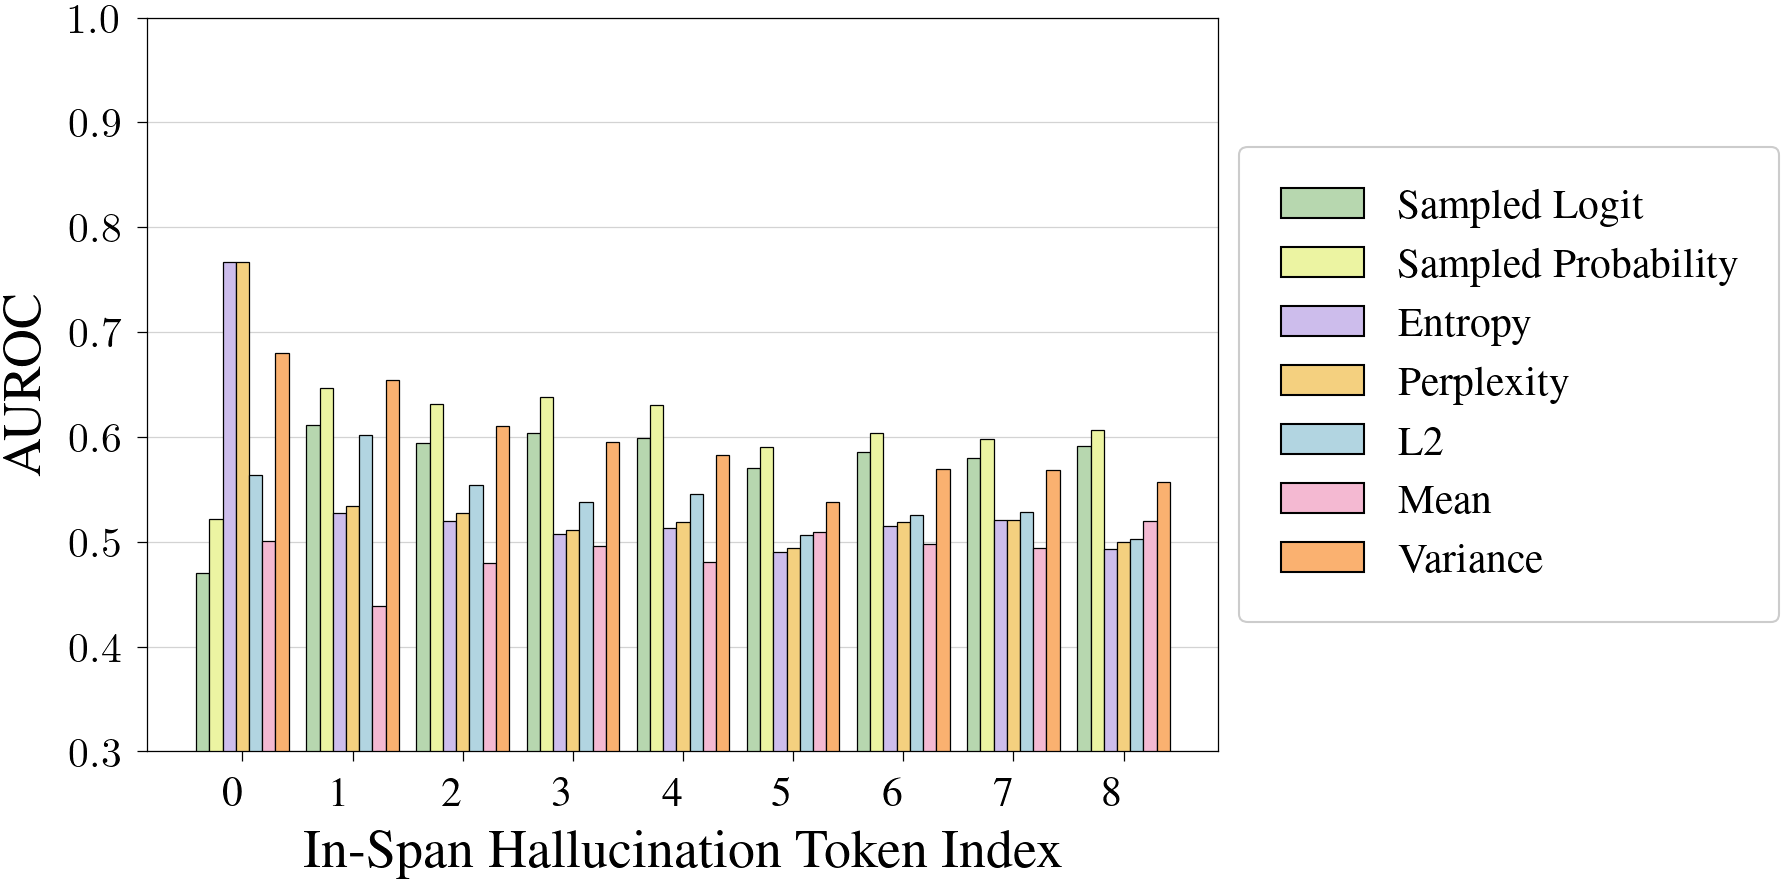 1.0
0.9
0.8
0.7
0.6
0.5
0.4
0.3
AUROC
0 1 2 3 4 5 6 7 8
In-Span Hallucination Token Index
Sampled Logit
Sampled Probability
Entropy
Perplexity
L2
Mean
Variance